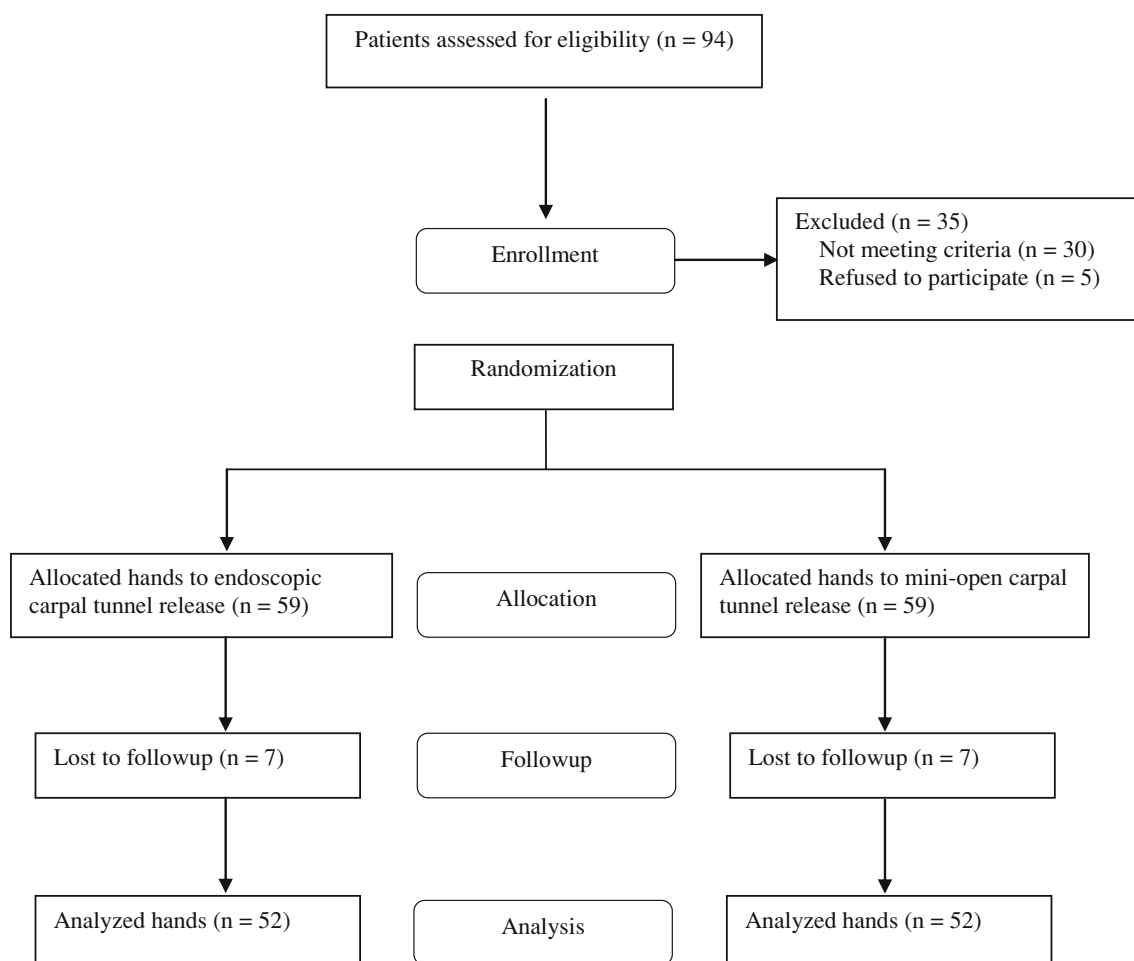 Patients assessed for eligibility (n = 94)
Enrollment
Excluded (n = 35)
Not meeting criteria (n = 30)
Refused to participate (n = 5)
Randomization
Allocated hands to endoscopic
carpal tunnel release (n = 59)
Allocation
Allocated hands to mini-open carpal
tunnel release (n = 59)
Lost to followup (n = 7)
Followup
Lost to followup (n = 7)
Analyzed hands (n = 52)
Analysis
Analyzed hands (n = 52)